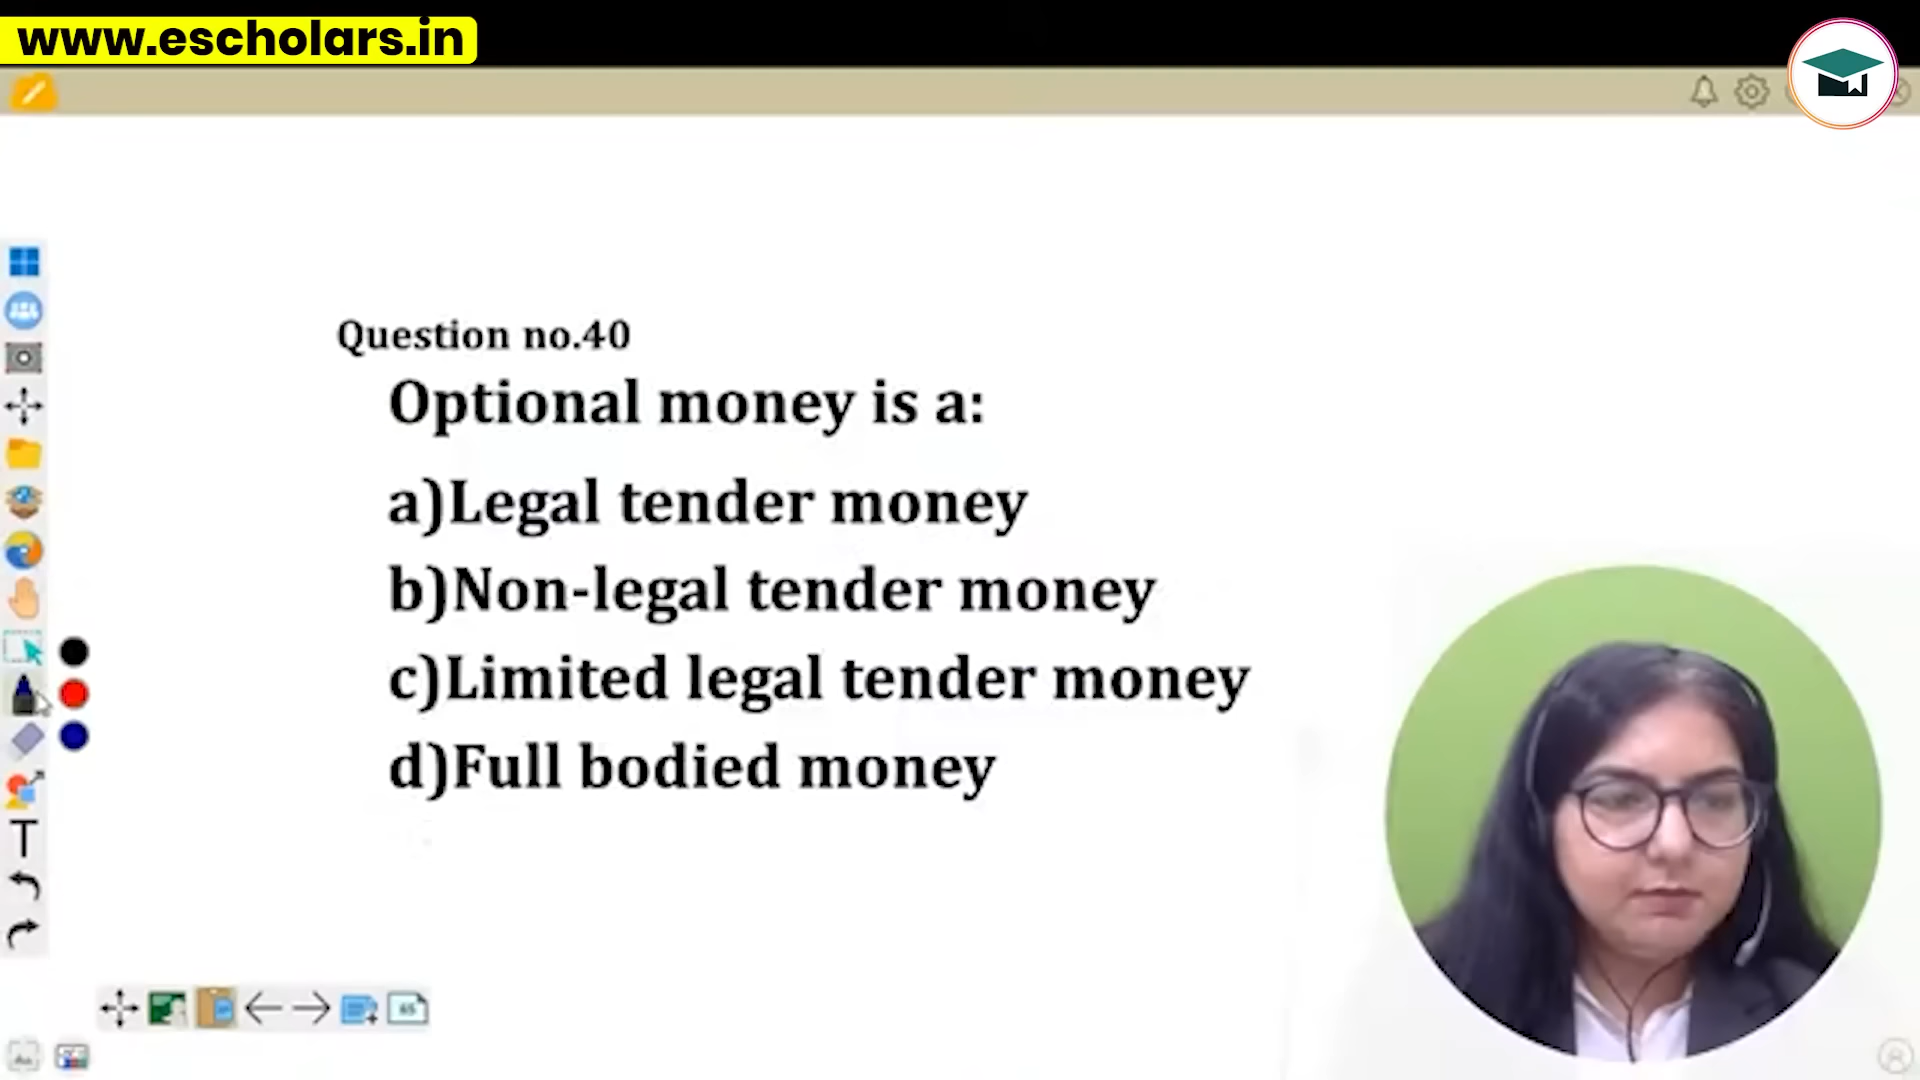 www.escholars.in
Question no.40
Optional money is a:
a)Legal tender money
b)Non-legal tender money
c)Limited legal tender money
d)Full bodied money
T
65